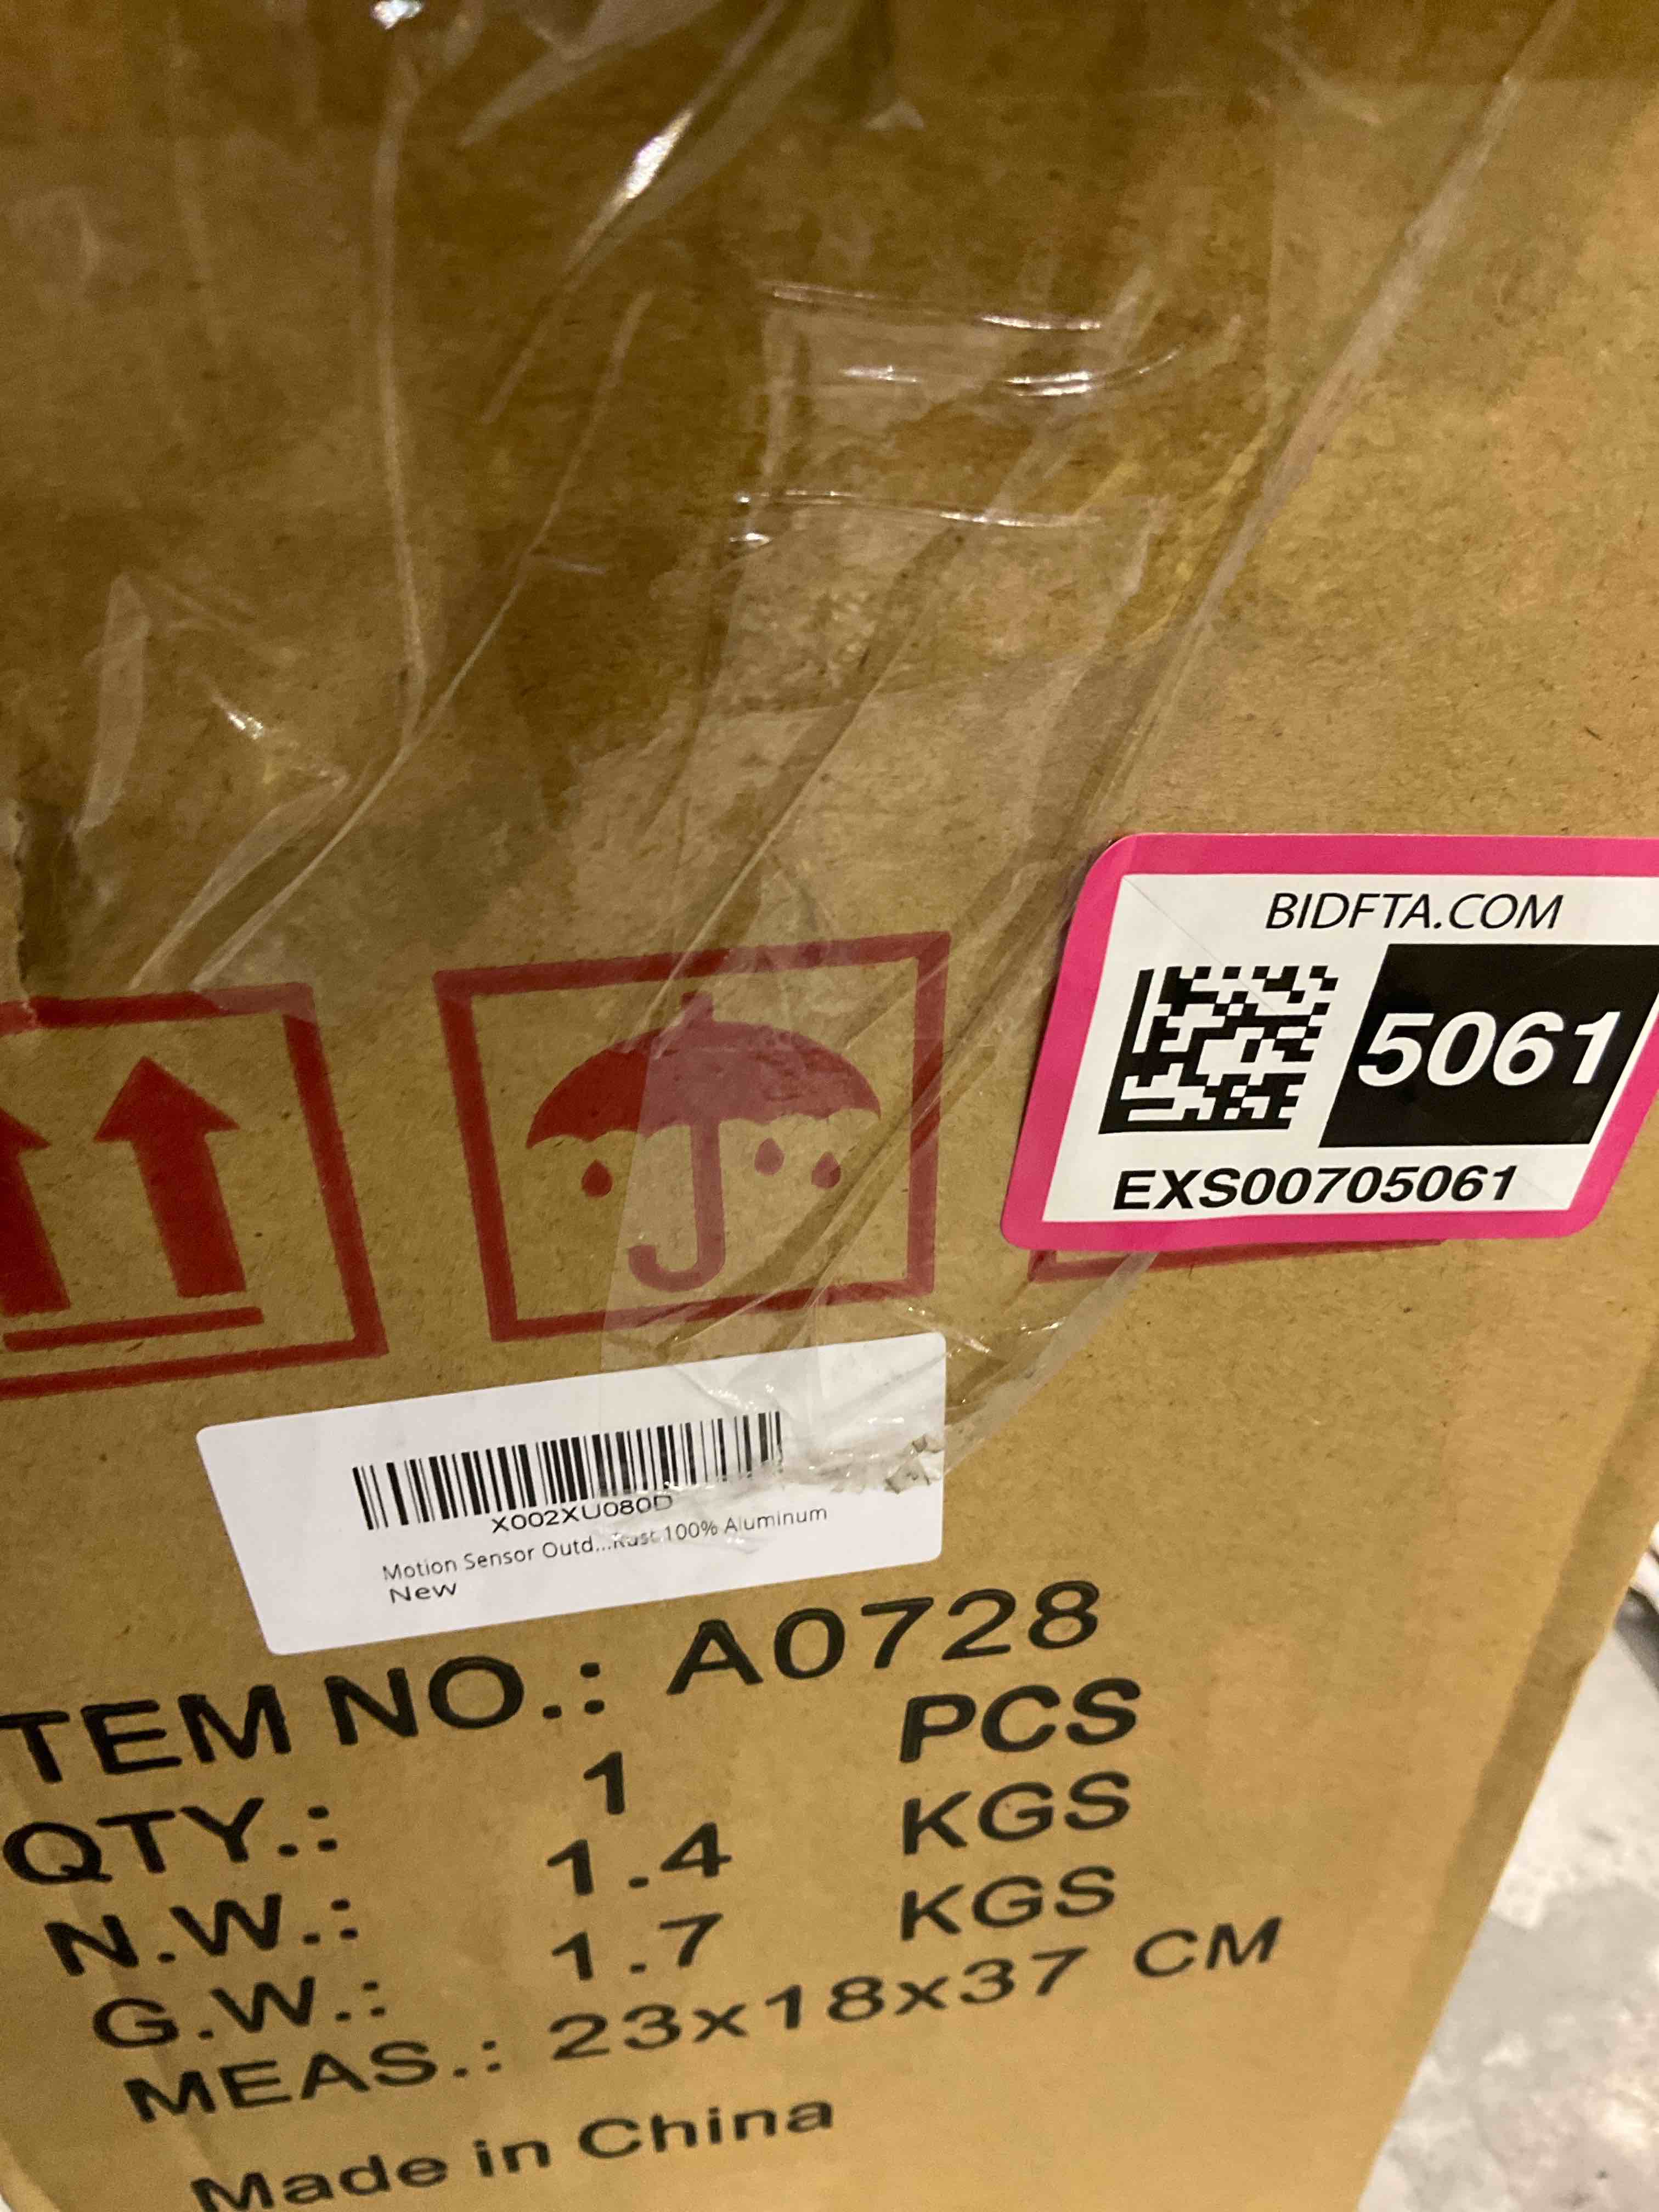 BIDFTA.COM
5061
EXS00705061
X002XU080D
Motion Sensor Outd...Rust 100% Aluminum
New
TEM NO.: A0728
QTY.: 1 PCS
N.W.: 1.4 KGS
G.W.: 1.7 KGS
MEAS.: 23x18x37 CM
Made in China